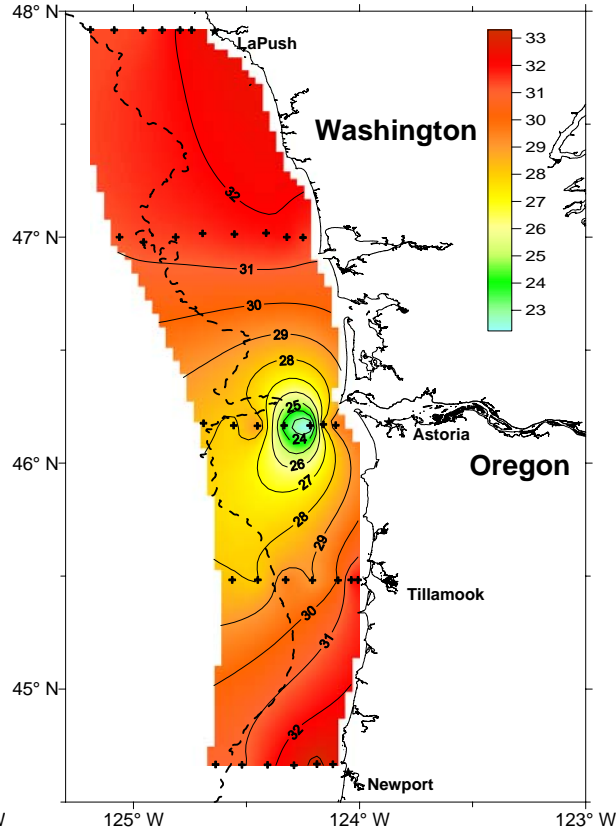 48° N
LaPush
33
32
31
30
29
28
27
26
25
24
23
Washington
32
47° N
31
30
29
28
25
24
Astoria
46° N
26
Oregon
27
28
29
Tillamook
30
31
45° N
32
Newport
W
125° W
124° W
123° W